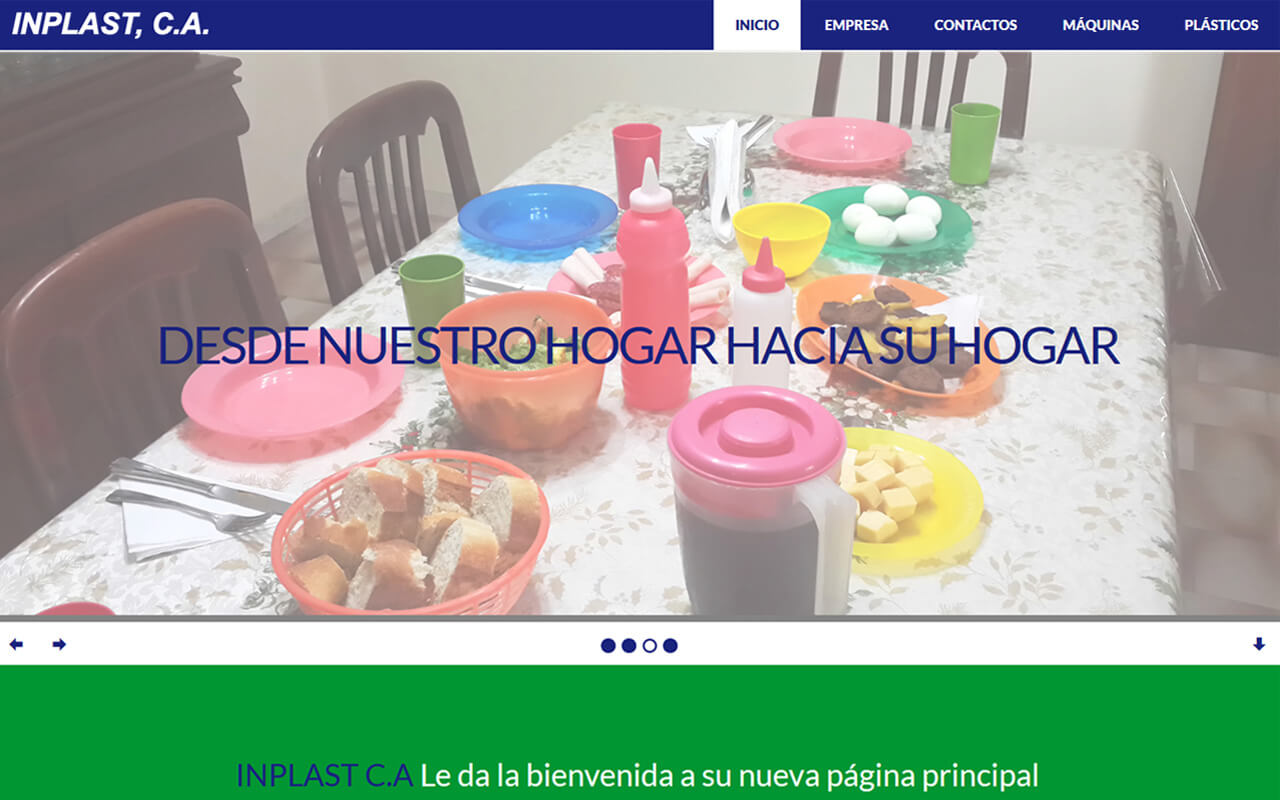 INPLAST, C.A.
INICIO
EMPRESA
CONTACTOS
MÁQUINAS
PLÁSTICOS
DESDE NUESTRO HOGAR HACIA SU HOGAR
INPLAST C.A Le da la bienvenida a su nueva página principal